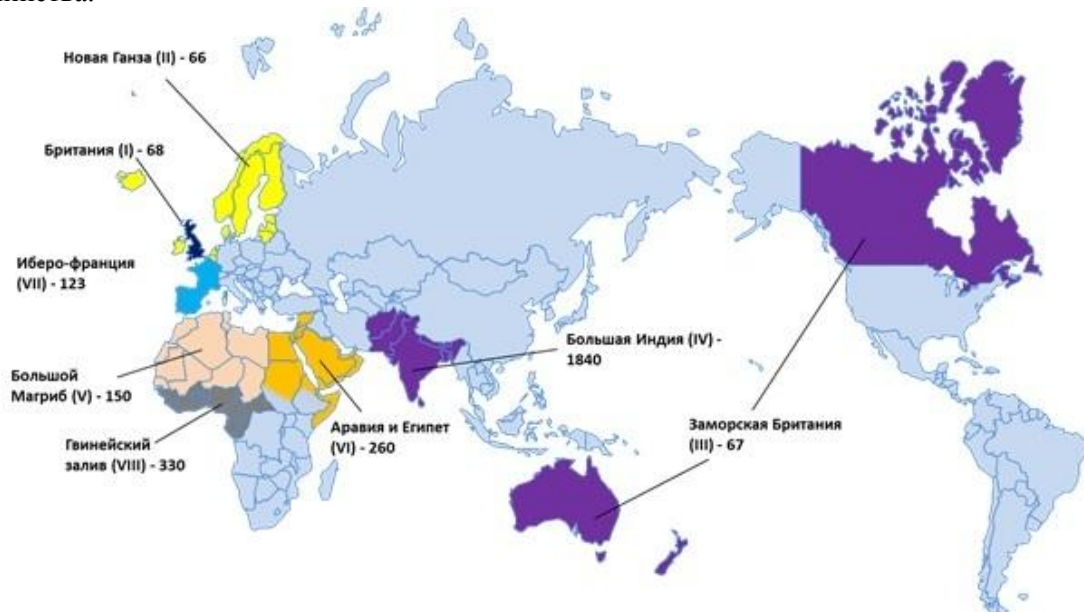 Новая Ганза (II) - 66
Британия (I) - 68
Иберо-франция
(VII) - 123
Большой
Магриб (V) - 150
Гвинейский
залив (VIII) - 330
Аравия и Египет
(VI) - 260
Большая Индия (IV) -
1840
Заморская Британия
(III) - 67